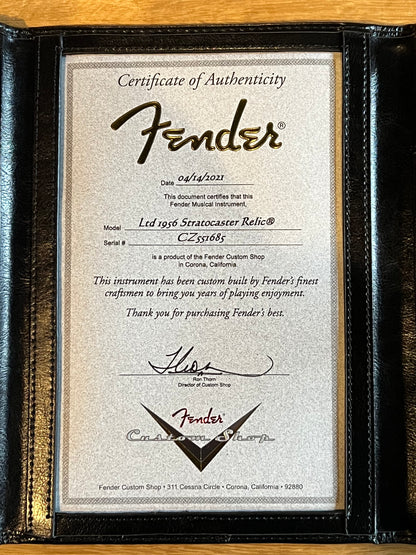 Certificate of Authenticity
Fender®
Date 04/14/2021
This document certifies that this
Fender Musical Instrument,
Model Ltd 1956 Stratocaster Relic®
Serial # CZ551685
is a product of the Fender Custom Shop
in Corona, California.
This instrument has been custom built by Fender's finest
craftsmen to bring you years of playing enjoyment.
Thank you for purchasing Fender's best.
Ron Thorn
Director of Custom Shop
Fender
Custom Shop
Fender Custom Shop • 311 Cessna Circle • Corona, California • 92880